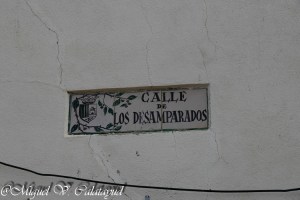 CALLE
DE
LOS DESAMPARADOS
@Miguel V Calatayud